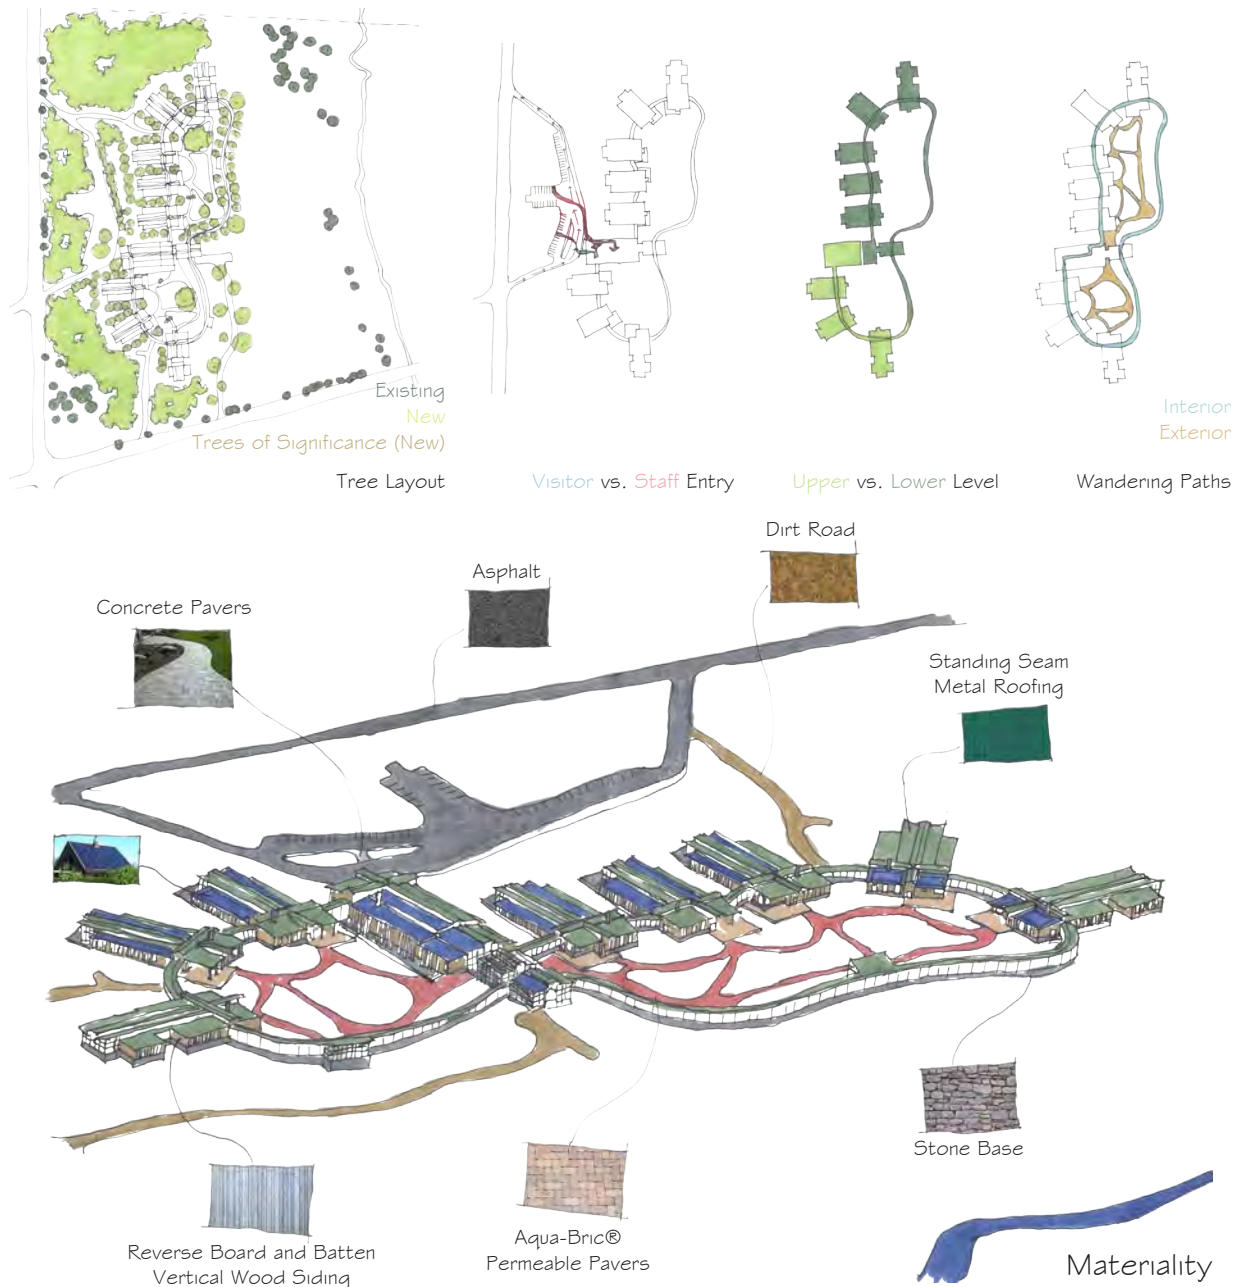 Existing
New
Trees of Significance (New)
Tree Layout
Visitor vs. Staff Entry
Upper vs. Lower Level
Interior
Exterior
Wandering Paths
Dirt Road
Asphalt
Concrete Pavers
Standing Seam
Metal Roofing
Stone Base
Reverse Board and Batten
Vertical Wood Siding
Aqua-Bric®
Permeable Pavers
Materiality